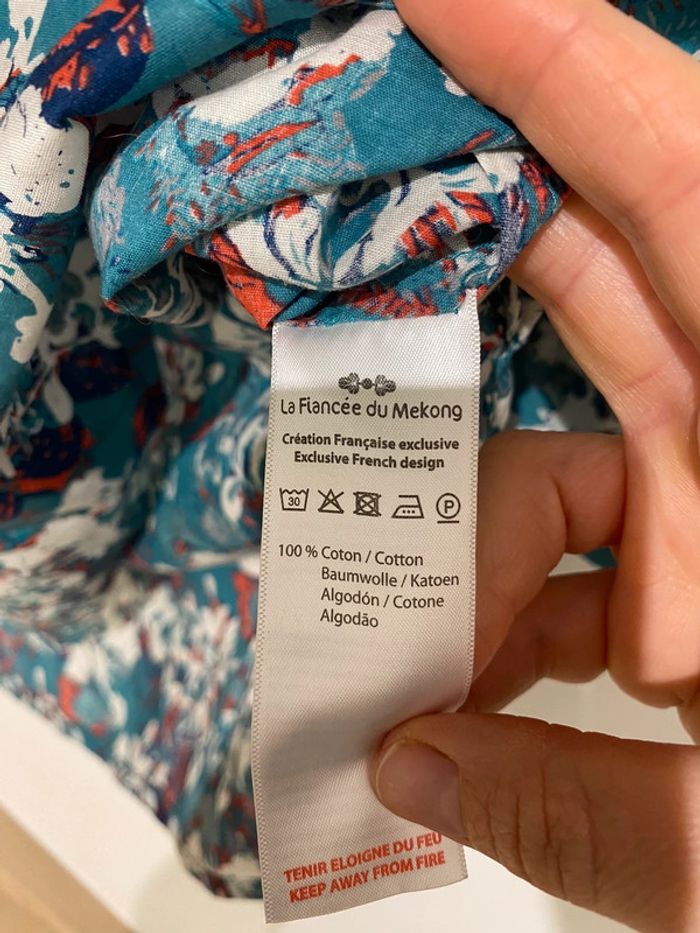 La Fiancée du Mekong
Création Française exclusive
Exclusive French design
30 P
100 % Coton / Cotton
Baumwolle / Katoen
Algodón / Cotone
Algodão
TENIR ELOIGNE DU FEU
KEEP AWAY FROM FIRE